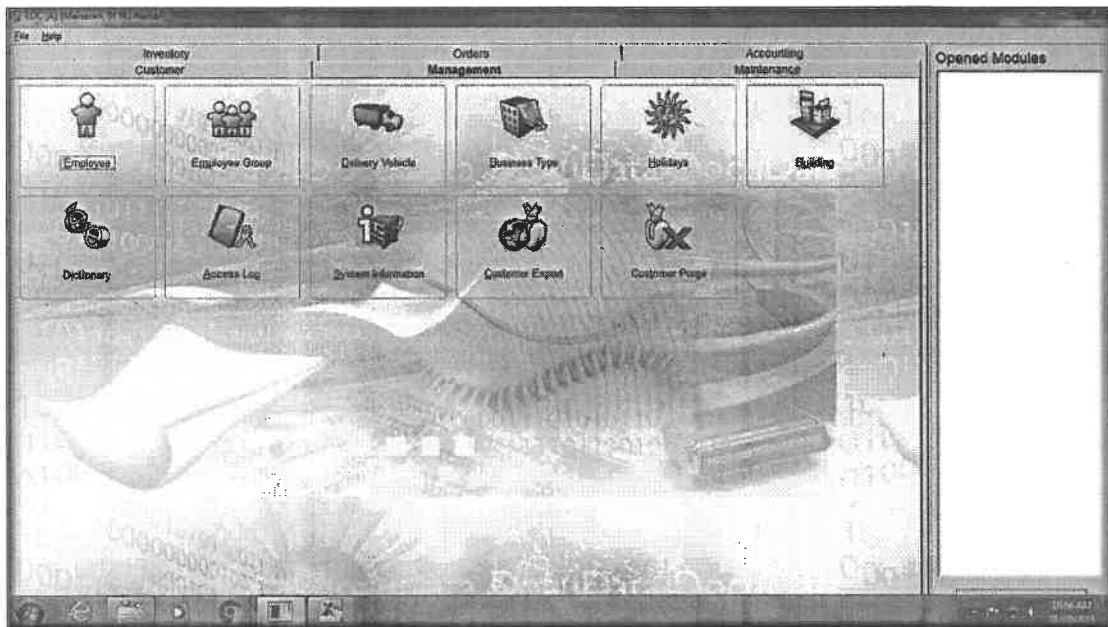 File Help
Inventory Orders Accounting
Customer Management Maintenance
Opened Modules
Employee Employee Group Delivery Vehicle Business Type Holidays Building
Dictionary Access Log System Information Customer Export Customer Purge